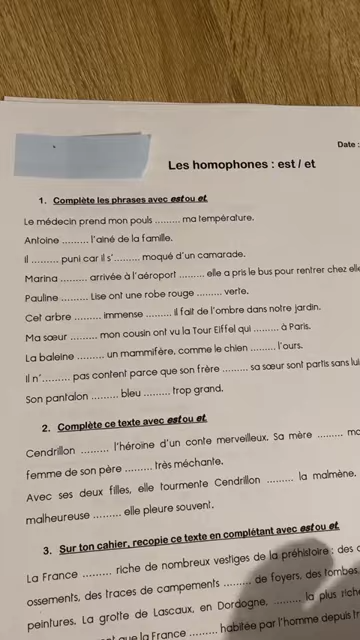 Date :
Les homophones : est / et
1. Complète les phrases avec est ou et.
Le médecin prend mon pouls ......... ma température.
Antoine ......... l'aîné de la famille.
Il ......... puni car il s'......... moqué d'un camarade.
Marina ......... arrivée à l'aéroport ......... elle a pris le bus pour rentrer chez elle
Pauline ......... Lise ont une robe rouge ......... verte.
Cet arbre ......... immense ......... il fait de l'ombre dans notre jardin.
Ma sœur ......... mon cousin ont vu la Tour Eiffel qui ......... à Paris.
La baleine ......... un mammifère, comme le chien ......... l'ours.
Il n'......... pas content parce que son frère ......... sa sœur sont partis sans lui
Son pantalon ......... bleu ......... trop grand.
2. Complète ce texte avec est ou et.
Cendrillon ......... l'héroïne d'un conte merveilleux. Sa mère .........
femme de son père ......... très méchante.
Avec ses deux filles, elle tourmente Cendrillon ......... la malmène.
malheureuse ......... elle pleure souvent.
3. Sur ton cahier, recopie ce texte en complétant avec est ou et.
La France ......... riche de nombreux vestiges de la préhistoire : des
ossements, des traces de campements ......... de foyers, des tombes,
peintures. La grotte de Lascaux, en Dordogne, ......... la plus
que la France ......... habitée par l'homme depuis